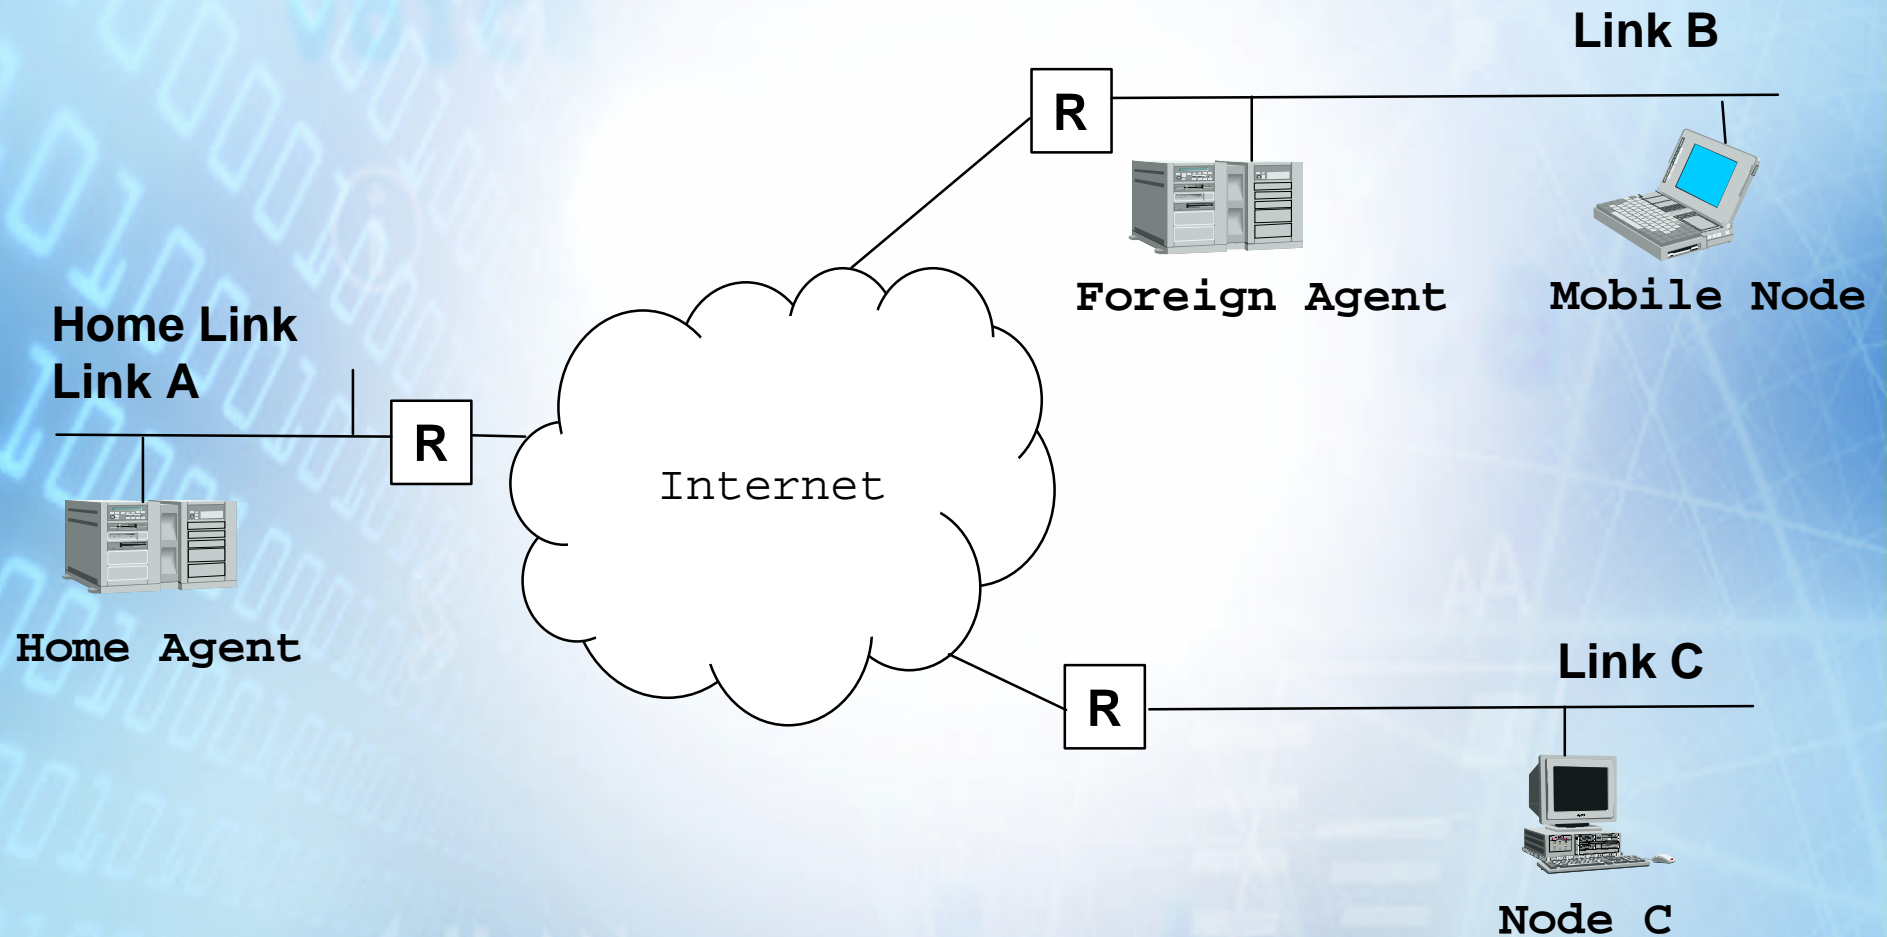 Link B
R
Foreign Agent
Mobile Node
Home Link
Link A
R
Internet
Home Agent
Link C
R
Node C